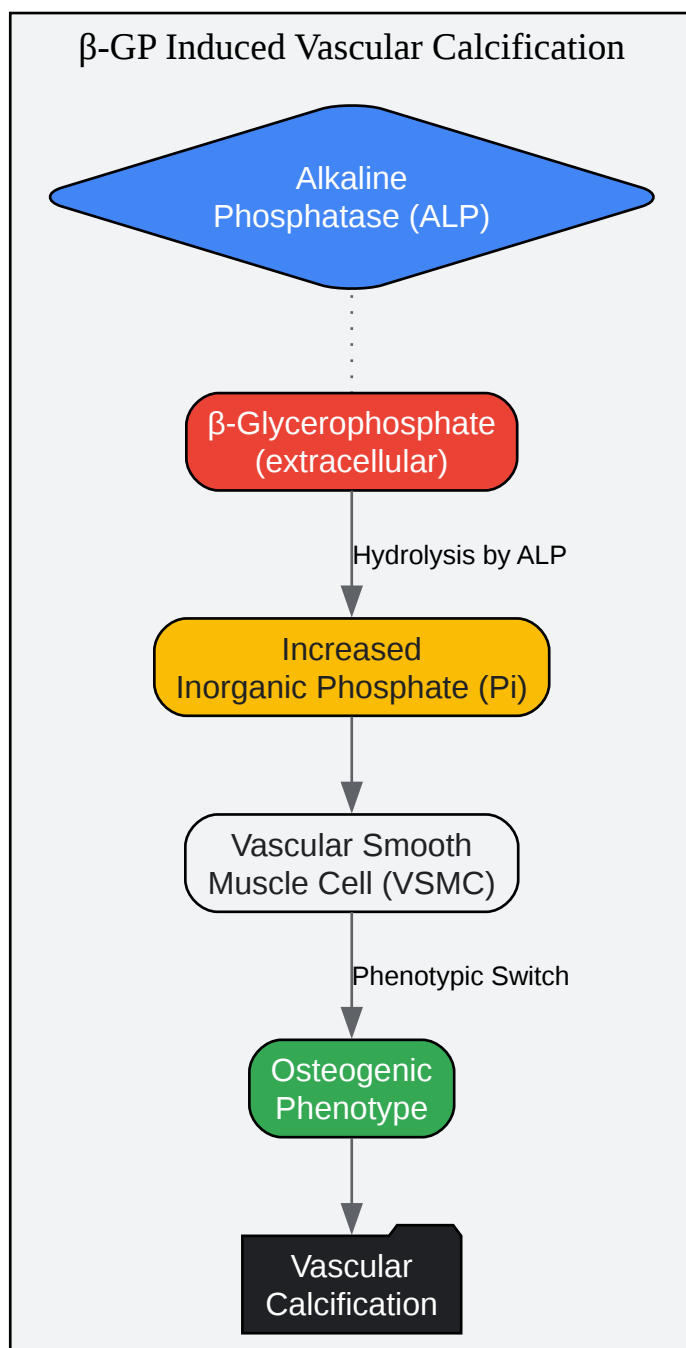 β-GP Induced Vascular Calcification
Alkaline
Phosphatase (ALP)
β-Glycerophosphate
(extracellular)
Hydrolysis by ALP
Increased
Inorganic Phosphate (Pi)
Vascular Smooth
Muscle Cell (VSMC)
Phenotypic Switch
Osteogenic
Phenotype
Vascular
Calcification